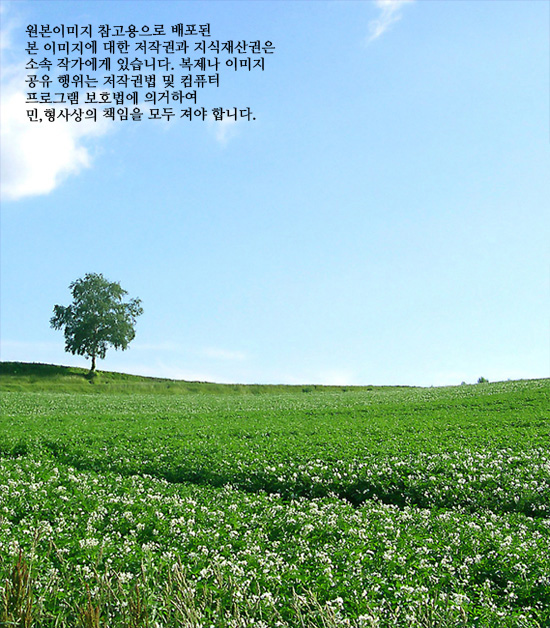 원본이미지 참고용으로 배포된
본 이미지에 대한 저작권과 지식재산권은
소속 작가에게 있습니다. 복제나 이미지
공유 행위는 저작권법 및 컴퓨터
프로그램 보호법에 의거하여
민,형사상의 책임을 모두 져야 합니다.